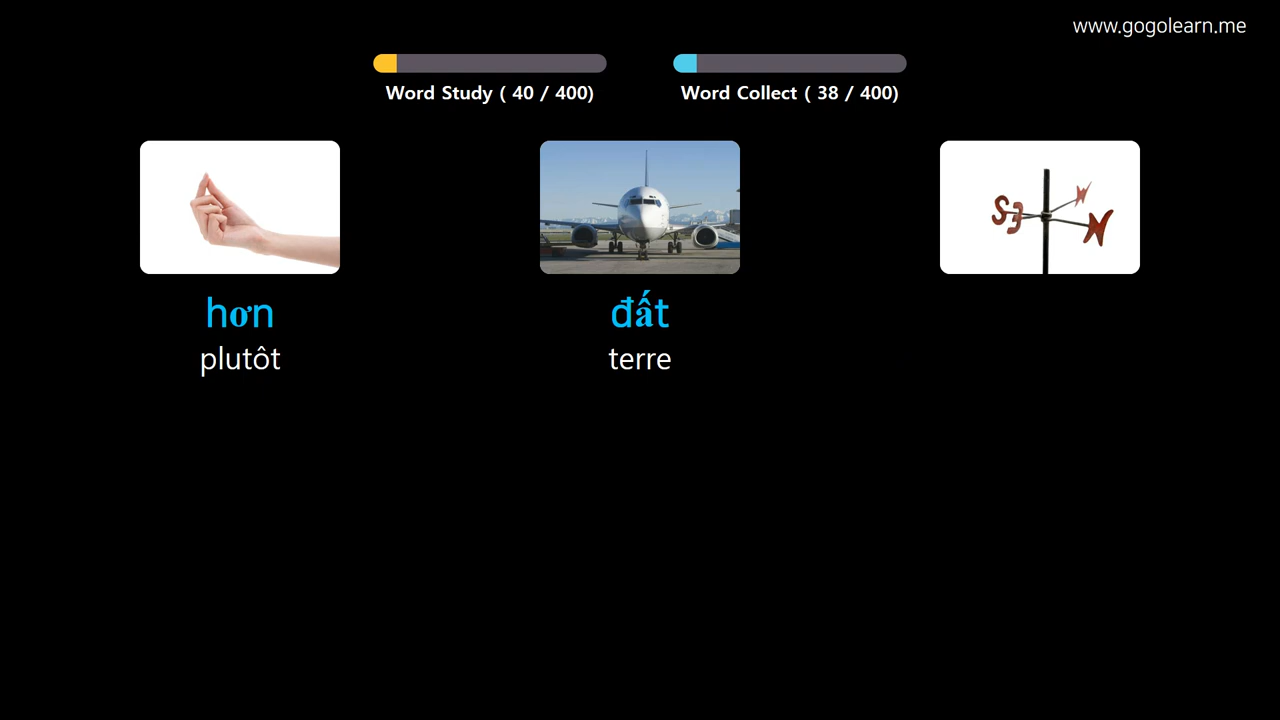 www.gogolearn.me
Word Study ( 40 / 400)
Word Collect ( 38 / 400)
S E N W
hơn
đất
plutôt
terre